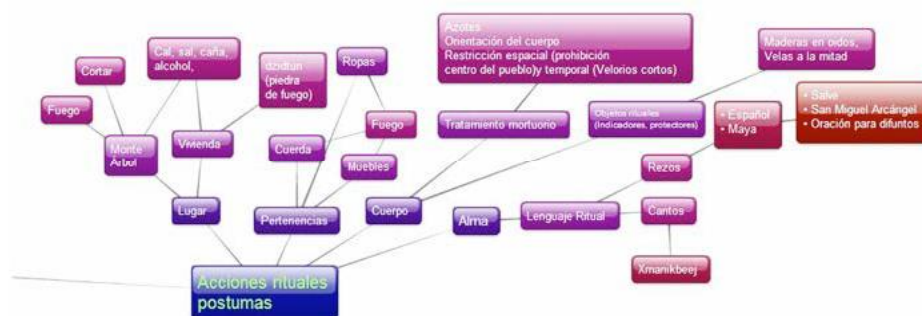 Azotes
Orientación del cuerpo
Restricción espacial (prohibición
centro del pueblo)y temporal (Velorios cortos)
Maderas en oidos,
Velas a la mitad
Cal, sal, caña,
alcohol,
Ropas
dzidtun
(piedra
de fuego)
Cortar
• Salve
• San Miguel Arcángel
• Oración para difuntos
Fuego
• Español
• Maya
Objetos rituales
(Indicadores, protectores)
Fuego
Tratamiento mortuorio
Monte
Árbol
Vivienda
Cuerda
Muebles
Rezos
Lugar
Pertenencias
Cuerpo
Alma
Lenguaje Ritual
Cantos
Xmanikbeej
Acciones rituales
postumas